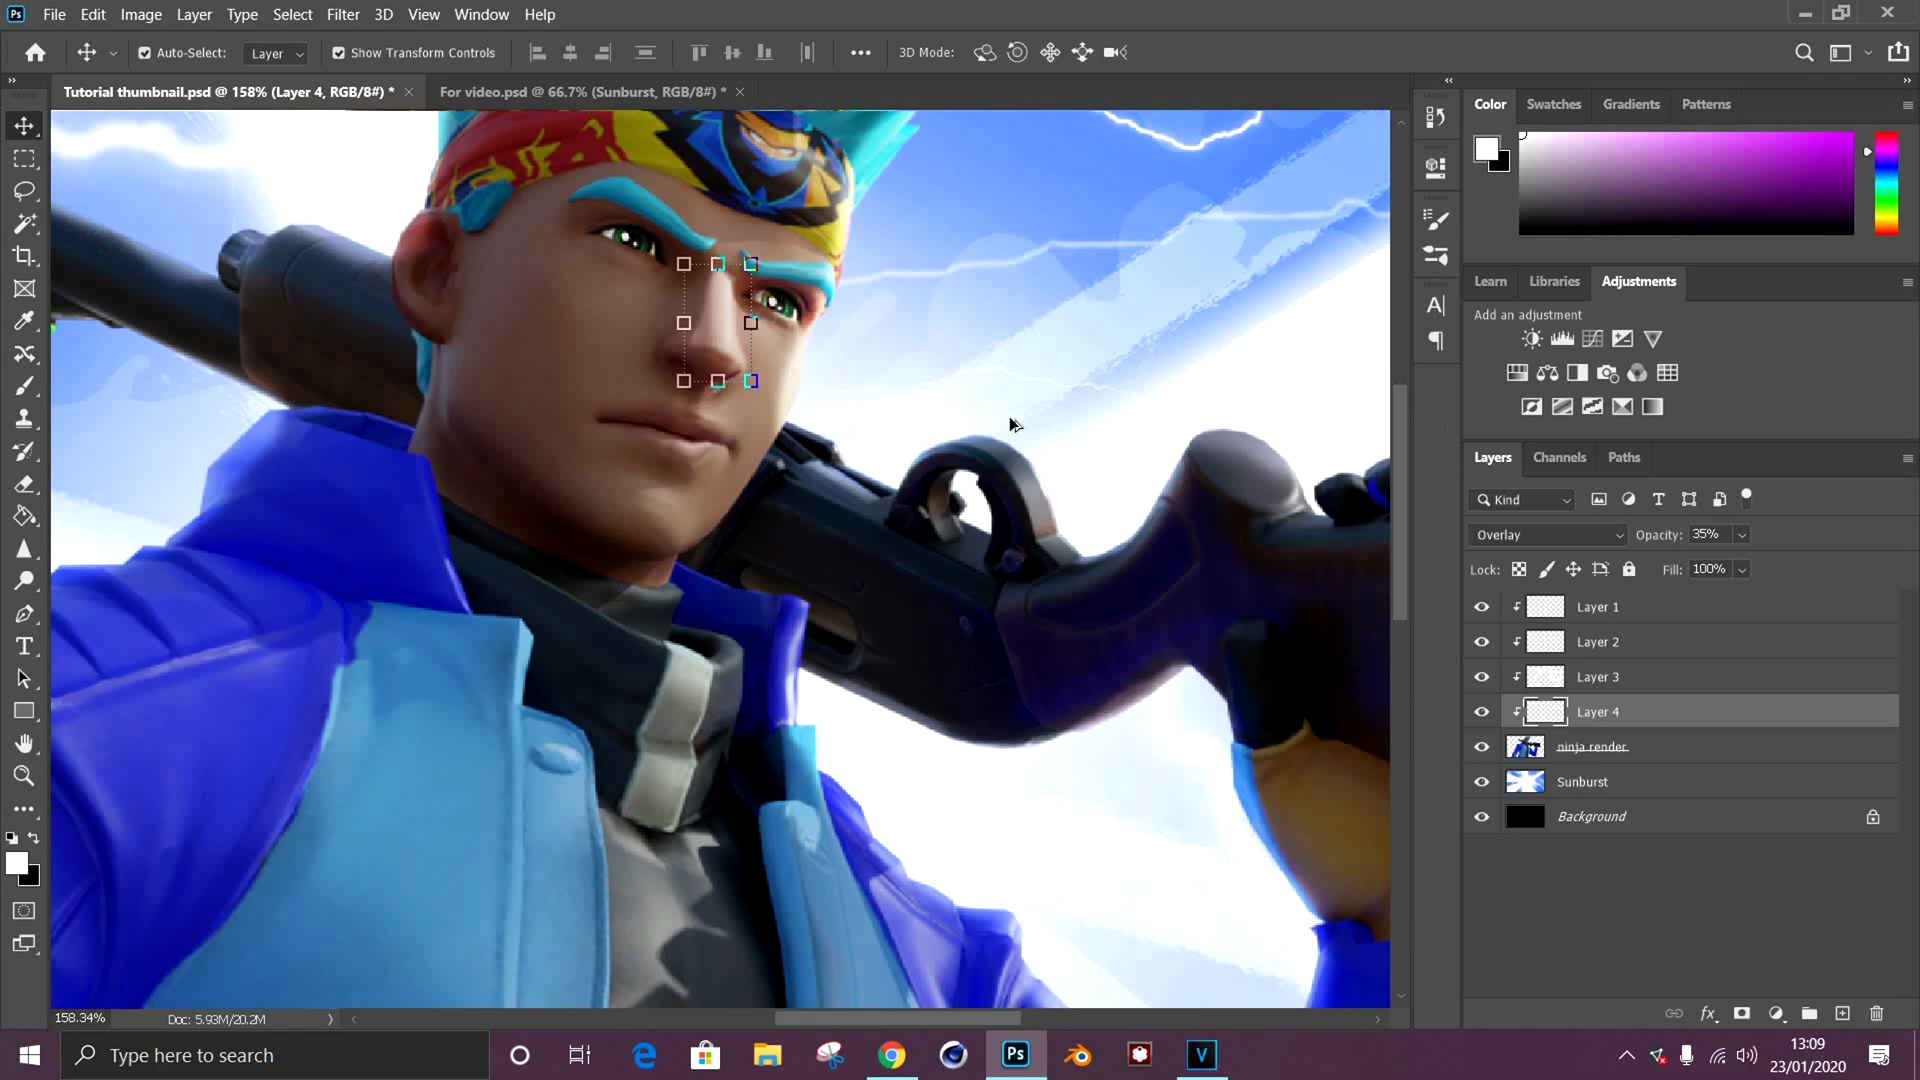 Ps File Edit Image Layer Type Select Filter 3D View Window Help
Auto-Select: Layer Show Transform Controls 3D Mode:
Tutorial thumbnail.psd @ 158% (Layer 4, RGB/8#) * For video.psd @ 66.7% (Sunburst, RGB/8#) *
Color Swatches Gradients Patterns
Learn Libraries Adjustments
Add an adjustment
Layers Channels Paths
Kind
Overlay Opacity: 35%
Lock: Fill: 100%
Layer 1
Layer 2
Layer 3
Layer 4
ninja render
Sunburst
Background
fx
158.34% Doc: 5.93M/20.2M
Type here to search
Ps
V
13:09
23/01/2020